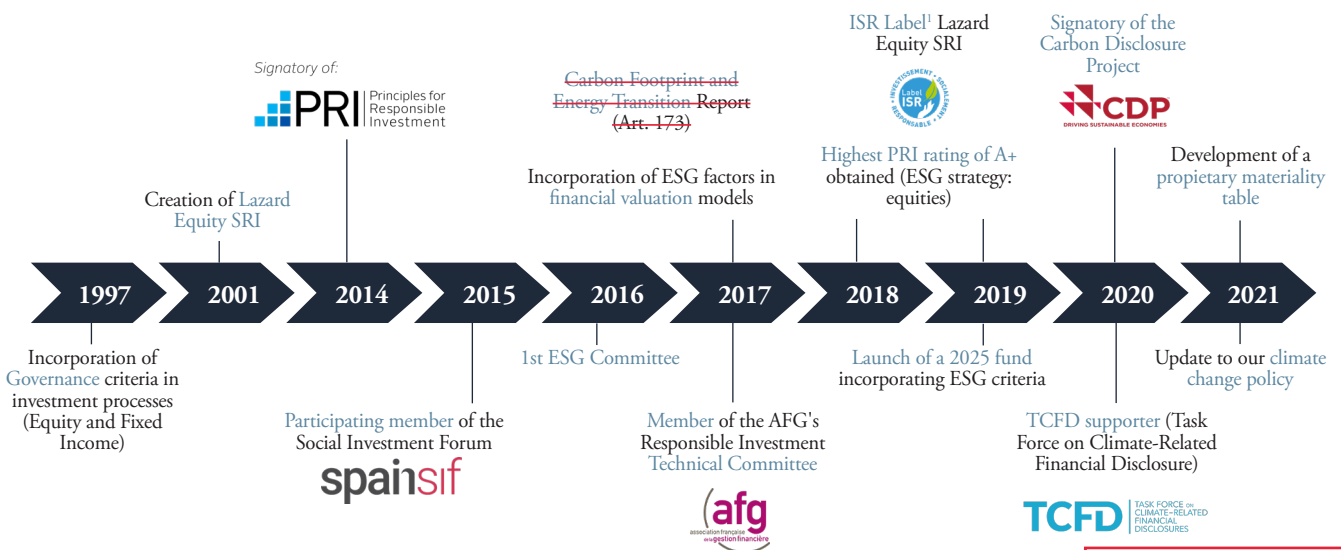 ISR Label¹ Lazard
Equity SRI
Signatory of the
Carbon Disclosure
Project
Signatory of:
PRI
Principles for
Responsible
Investment
Carbon Footprint and
Energy Transition Report
(Art. 173)
INVESTISSEMENT • SOCIALEMENT • RESPONSABLE •
Label
ISR
CDP
DRIVING SUSTAINABLE ECONOMIES
Creation of Lazard
Equity SRI
Incorporation of ESG factors in
financial valuation models
Highest PRI rating of A+
obtained (ESG strategy:
equities)
Development of a
propietary materiality
table
1997
2001
2014
2015
2016
2017
2018
2019
2020
2021
Incorporation of
Governance criteria in
investment processes
(Equity and Fixed
Income)
Participating member of the
Social Investment Forum
spainsif
1st ESG Committee
Member of the AFG's
Responsible Investment
Technical Committee
afg
association française
de la gestion financière
Launch of a 2025 fund
incorporating ESG criteria
TCFD supporter (Task
Force on Climate-Related
Financial Disclosure)
TCFD
TASK FORCE ON
CLIMATE-RELATED
FINANCIAL
DISCLOSURES
Update to our climate
change policy